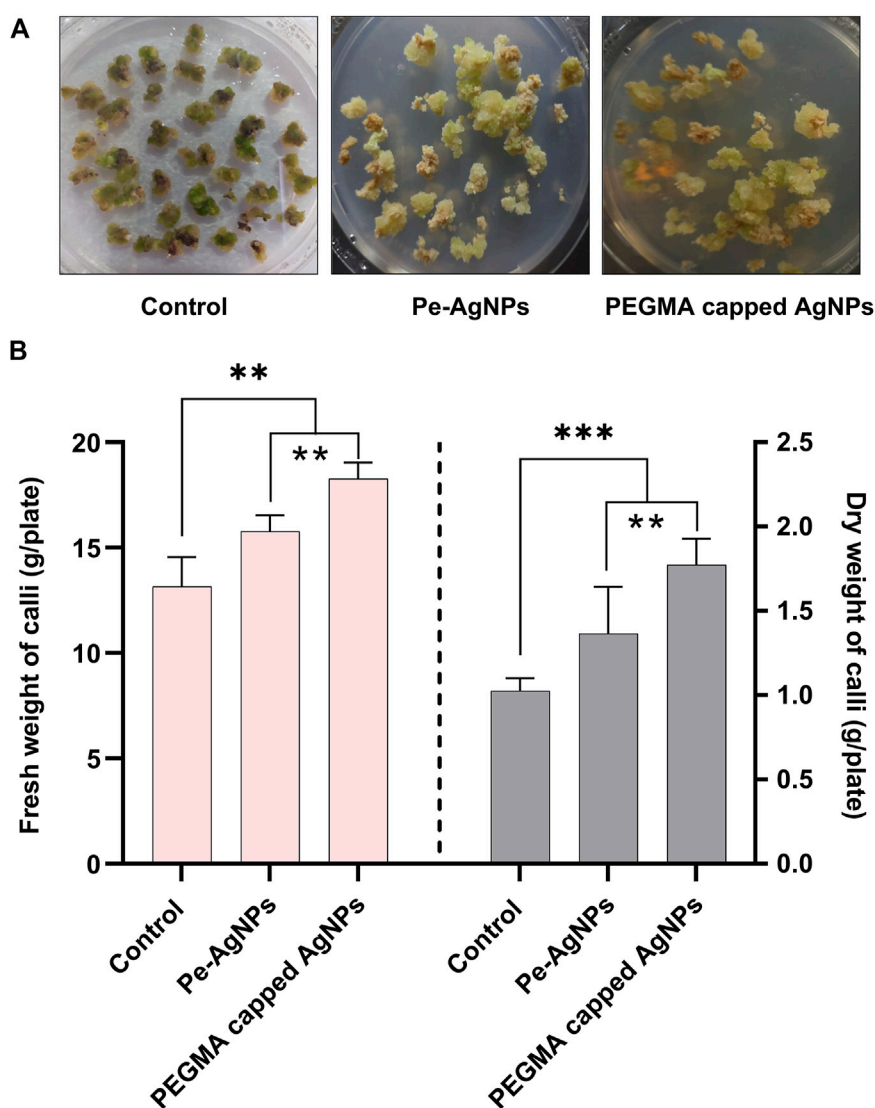 A
Control
Pe-AgNPs
PEGMA capped AgNPs
B
**
**
***
**
20
15
10
5
0
Fresh weight of calli (g/plate)
2.5
2.0
1.5
1.0
0.5
0.0
Dry weight of calli (g/plate)
Control
Pe-AgNPs
PEGMA capped AgNPs
Control
Pe-AgNPs
PEGMA capped AgNPs